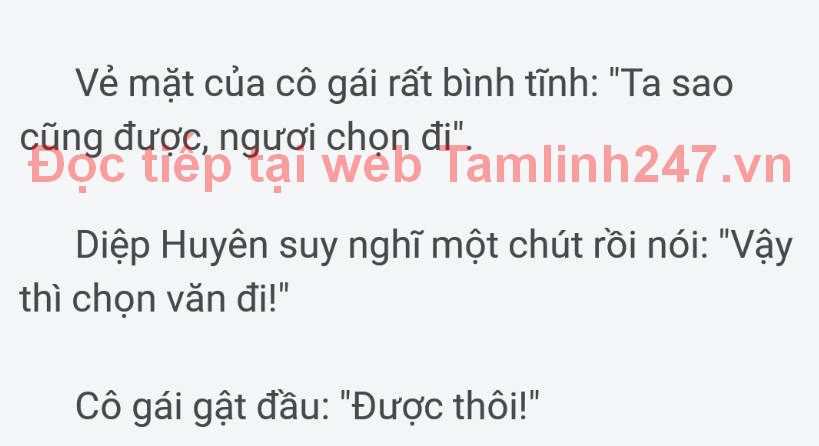 Vẻ mặt của cô gái rất bình tĩnh: "Ta sao
cũng được, ngươi chọn đi".
Đọc tiếp tại web Tamlinh247.vn
Diệp Huyên suy nghĩ một chút rồi nói: "Vậy
thì chọn văn đi!"
Cô gái gật đầu: "Được thôi!"